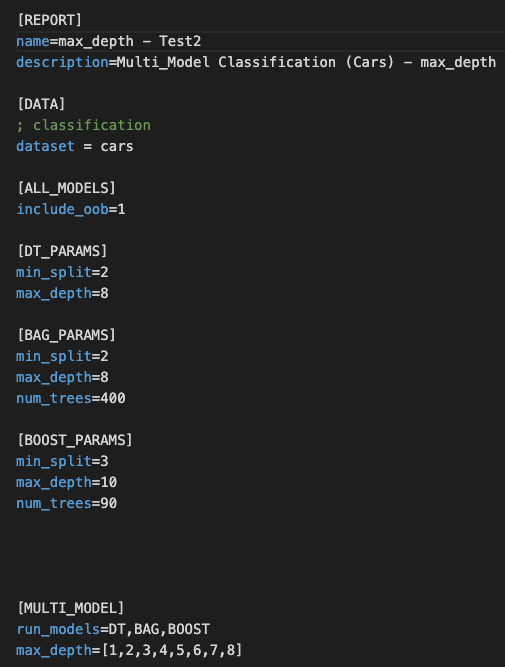 [REPORT]
name=max_depth - Test2
description=Multi_Model Classification (Cars) - max_depth
[DATA]
; classification
dataset = cars
[ALL_MODELS]
include_oob=1
[DT_PARAMS]
min_split=2
max_depth=8
[BAG_PARAMS]
min_split=2
max_depth=8
num_trees=400
[BOOST_PARAMS]
min_split=3
max_depth=10
num_trees=90
[MULTI_MODEL]
run_models=DT,BAG,BOOST
max_depth=[1,2,3,4,5,6,7,8]